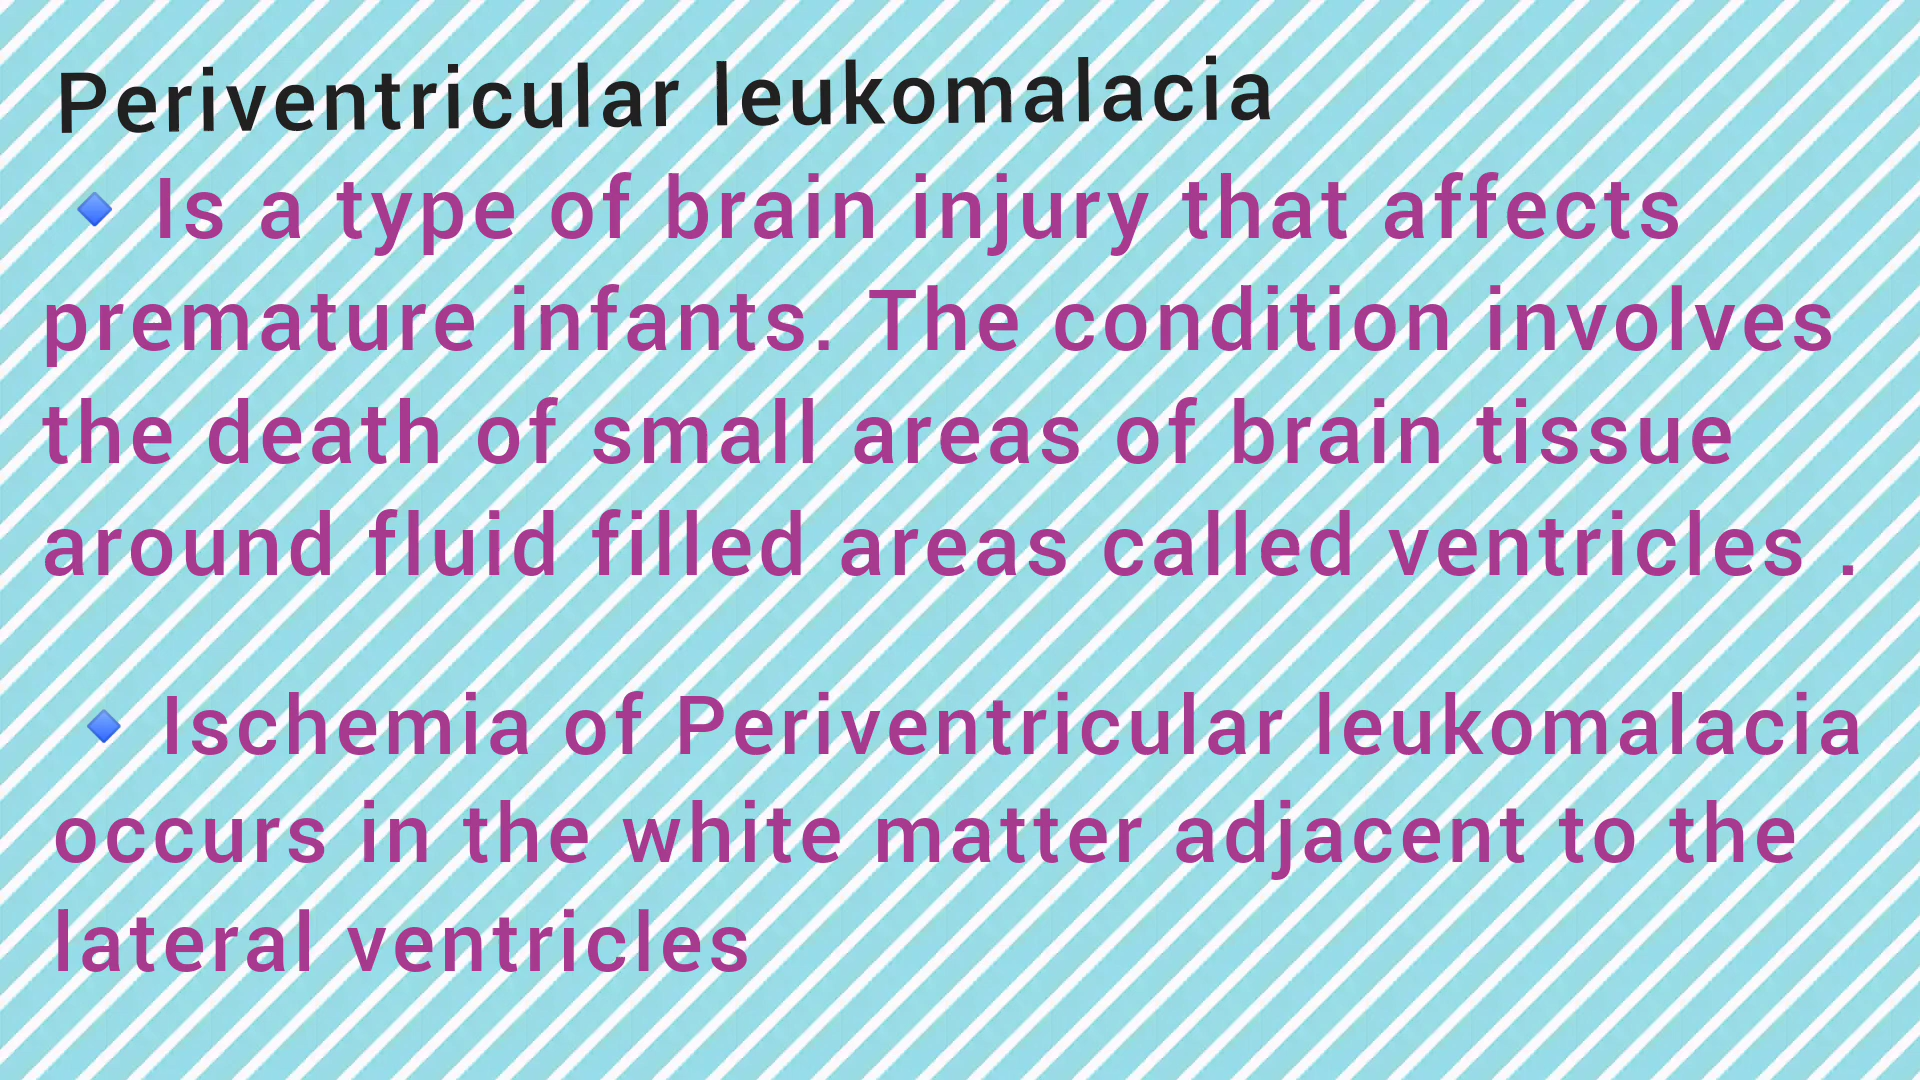 Periventricular leukomalacia
🔹 Is a type of brain injury that affects
premature infants. The condition involves
the death of small areas of brain tissue
around fluid filled areas called ventricles .
🔹 Ischemia of Periventricular leukomalacia
occurs in the white matter adjacent to the
lateral ventricles